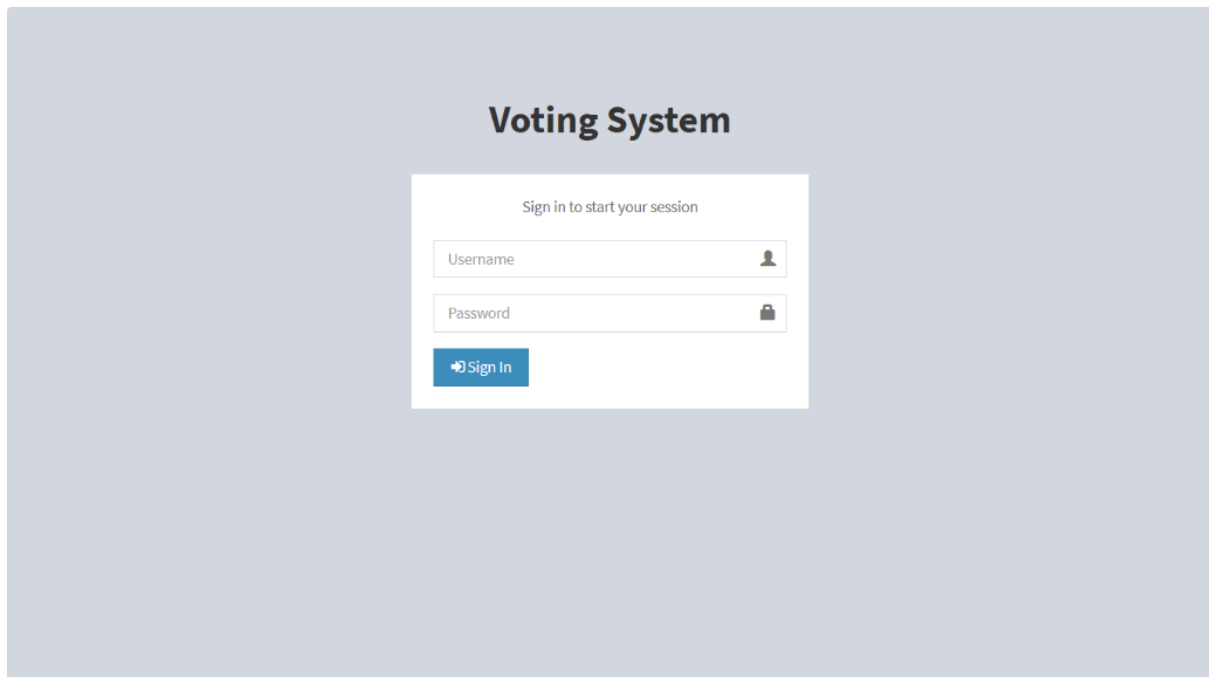 Voting System
Sign in to start your session
Username
Password
Sign In